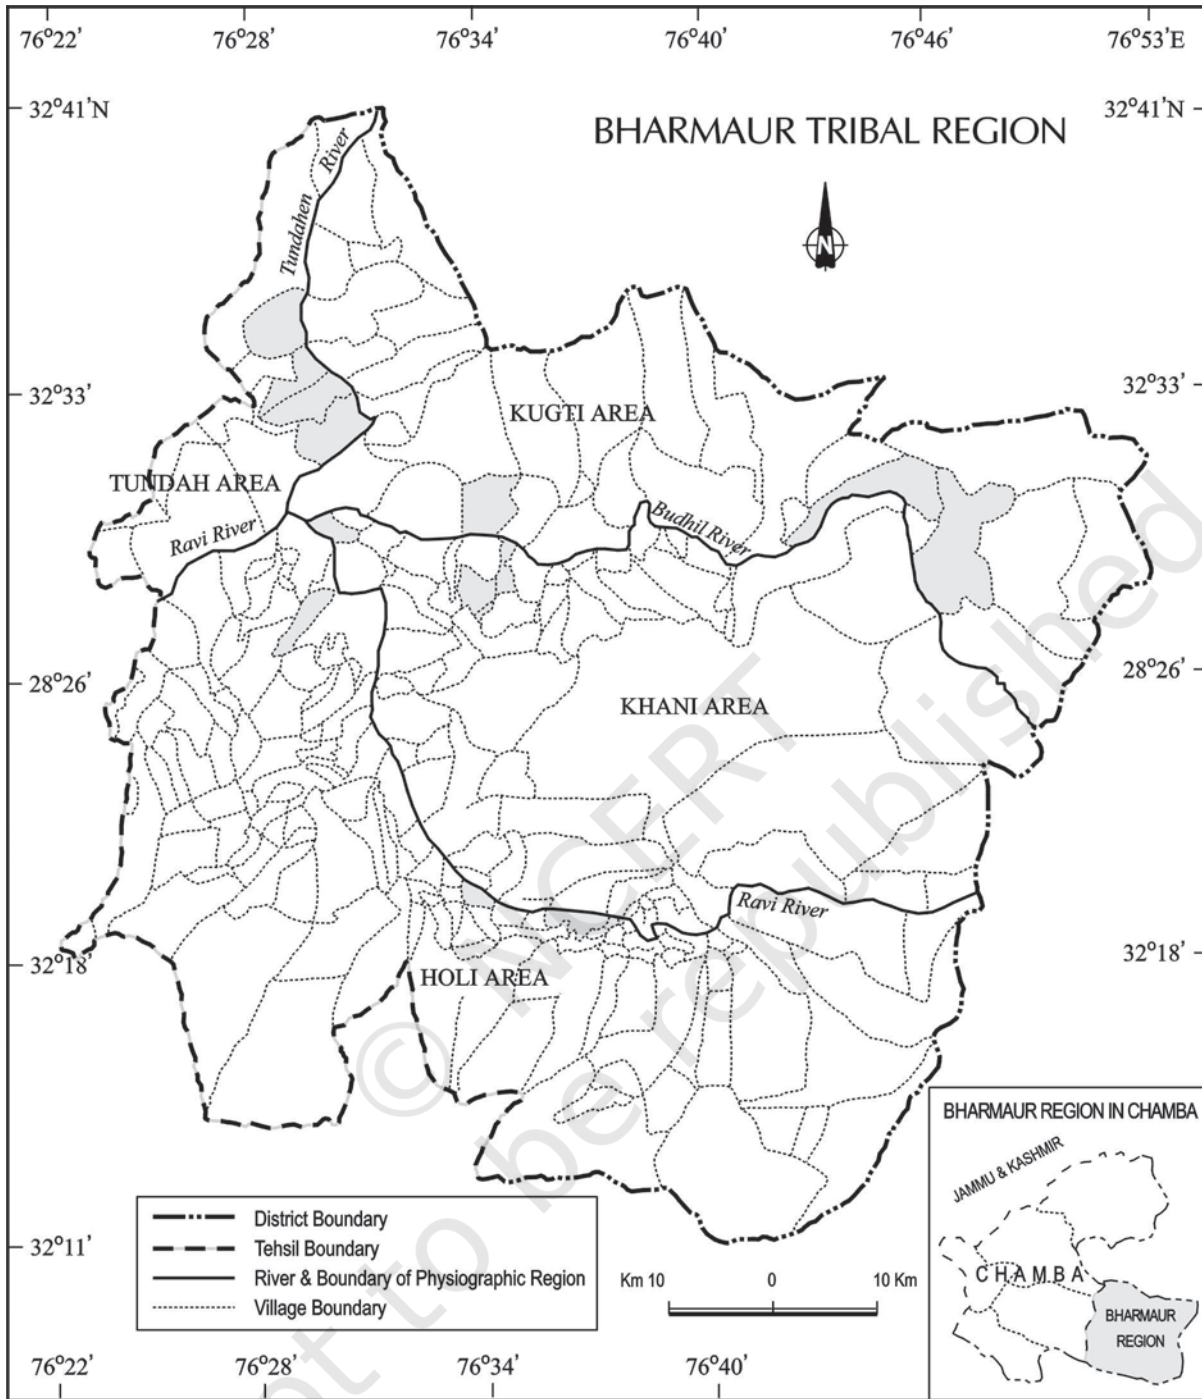 76°22' 76°28' 76°34' 76°40' 76°46' 76°53'E
32°41'N
32°41'N
BHARMAUR TRIBAL REGION
River
Tundahen
N
32°33'
32°33'
KUGTI AREA
TUNDAH AREA
Ravi River
Budhil River
28°26'
28°26'
KHANI AREA
Ravi River
32°18'
32°18'
HOLI AREA
© NCERT
not to be republished
BHARMAUR REGION IN CHAMBA
JAMMU & KASHMIR
CHAMBA
BHARMAUR
REGION
District Boundary
Tehsil Boundary
River & Boundary of Physiographic Region
Village Boundary
32°11'
Km 10 0 10 Km
76°22' 76°28' 76°34' 76°40'